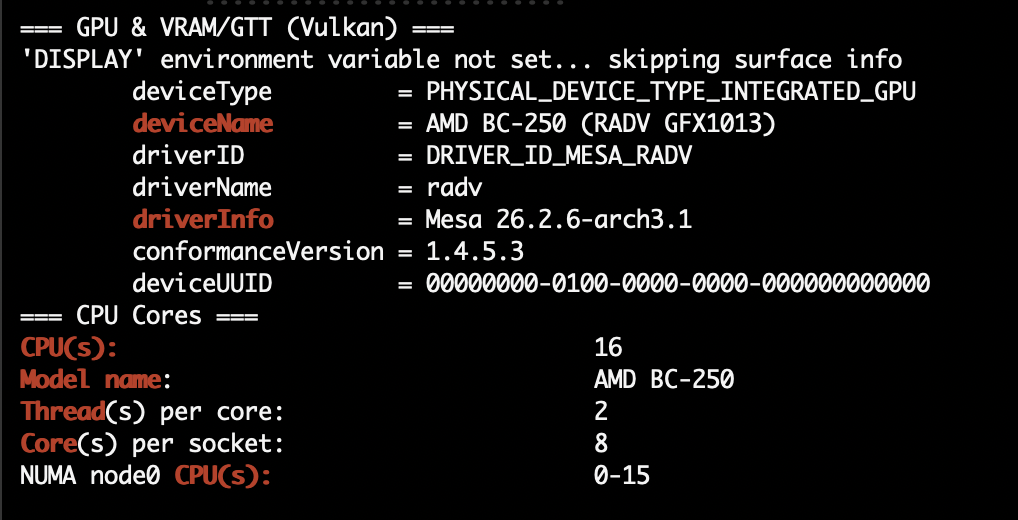 === GPU & VRAM/GTT (Vulkan) ===
'DISPLAY' environment variable not set... skipping surface info
        deviceType         = PHYSICAL_DEVICE_TYPE_INTEGRATED_GPU
        deviceName         = AMD BC-250 (RADV GFX1013)
        driverID           = DRIVER_ID_MESA_RADV
        driverName         = radv
        driverInfo         = Mesa 26.2.6-arch3.1
        conformanceVersion = 1.4.5.3
        deviceUUID         = 00000000-0100-0000-0000-000000000000
=== CPU Cores ===
CPU(s):                                  16
Model name:                              AMD BC-250
Thread(s) per core:                      2
Core(s) per socket:                      8
NUMA node0 CPU(s):                       0-15